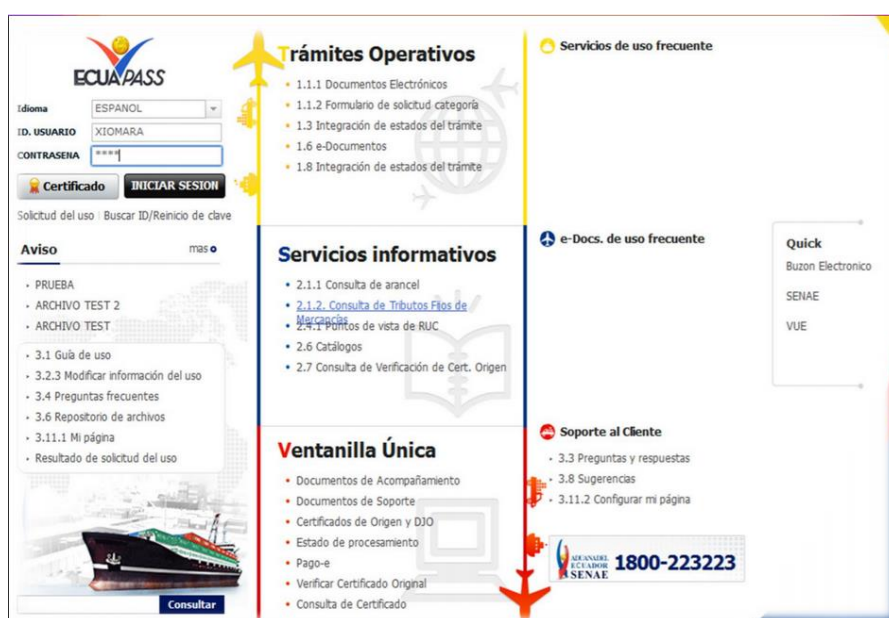 ECUAPASS
Idioma ESPANOL
ID. USUARIO XIOMARA
CONTRASENA ****
Certificado INICIAR SESION
Solicitud del uso | Buscar ID/Reinicio de clave
Aviso mas
PRUEBA
ARCHIVO TEST 2
ARCHIVO TEST
3.1 Guía de uso
3.2.3 Modificar información del uso
3.4 Preguntas frecuentes
3.6 Repositorio de archivos
3.11.1 Mi página
Resultado de solicitud del uso
Consultar
Trámites Operativos
1.1.1 Documentos Electrónicos
1.1.2 Formulario de solicitud categoría
1.3 Integración de estados del trámite
1.6 e-Documentos
1.8 Integración de estados del trámite
Servicios informativos
2.1.1 Consulta de arancel
2.1.2. Consulta de Tributos Fijos de
Mercancías
2.4.1 Puntos de vista de RUC
2.6 Catálogos
2.7 Consulta de Verificación de Cert. Origen
Ventanilla Única
Documentos de Acompañamiento
Documentos de Soporte
Certificados de Origen y DJO
Estado de procesamiento
Pago-e
Verificar Certificado Original
Consulta de Certificado
Servicios de uso frecuente
e-Docs. de uso frecuente
Soporte al Cliente
3.3 Preguntas y respuestas
3.8 Sugerencias
3.11.2 Configurar mi página
ADUANA DEL
ECUADOR
SENAE
1800-223223
Quick
Buzon Electronico
SENAE
VUE